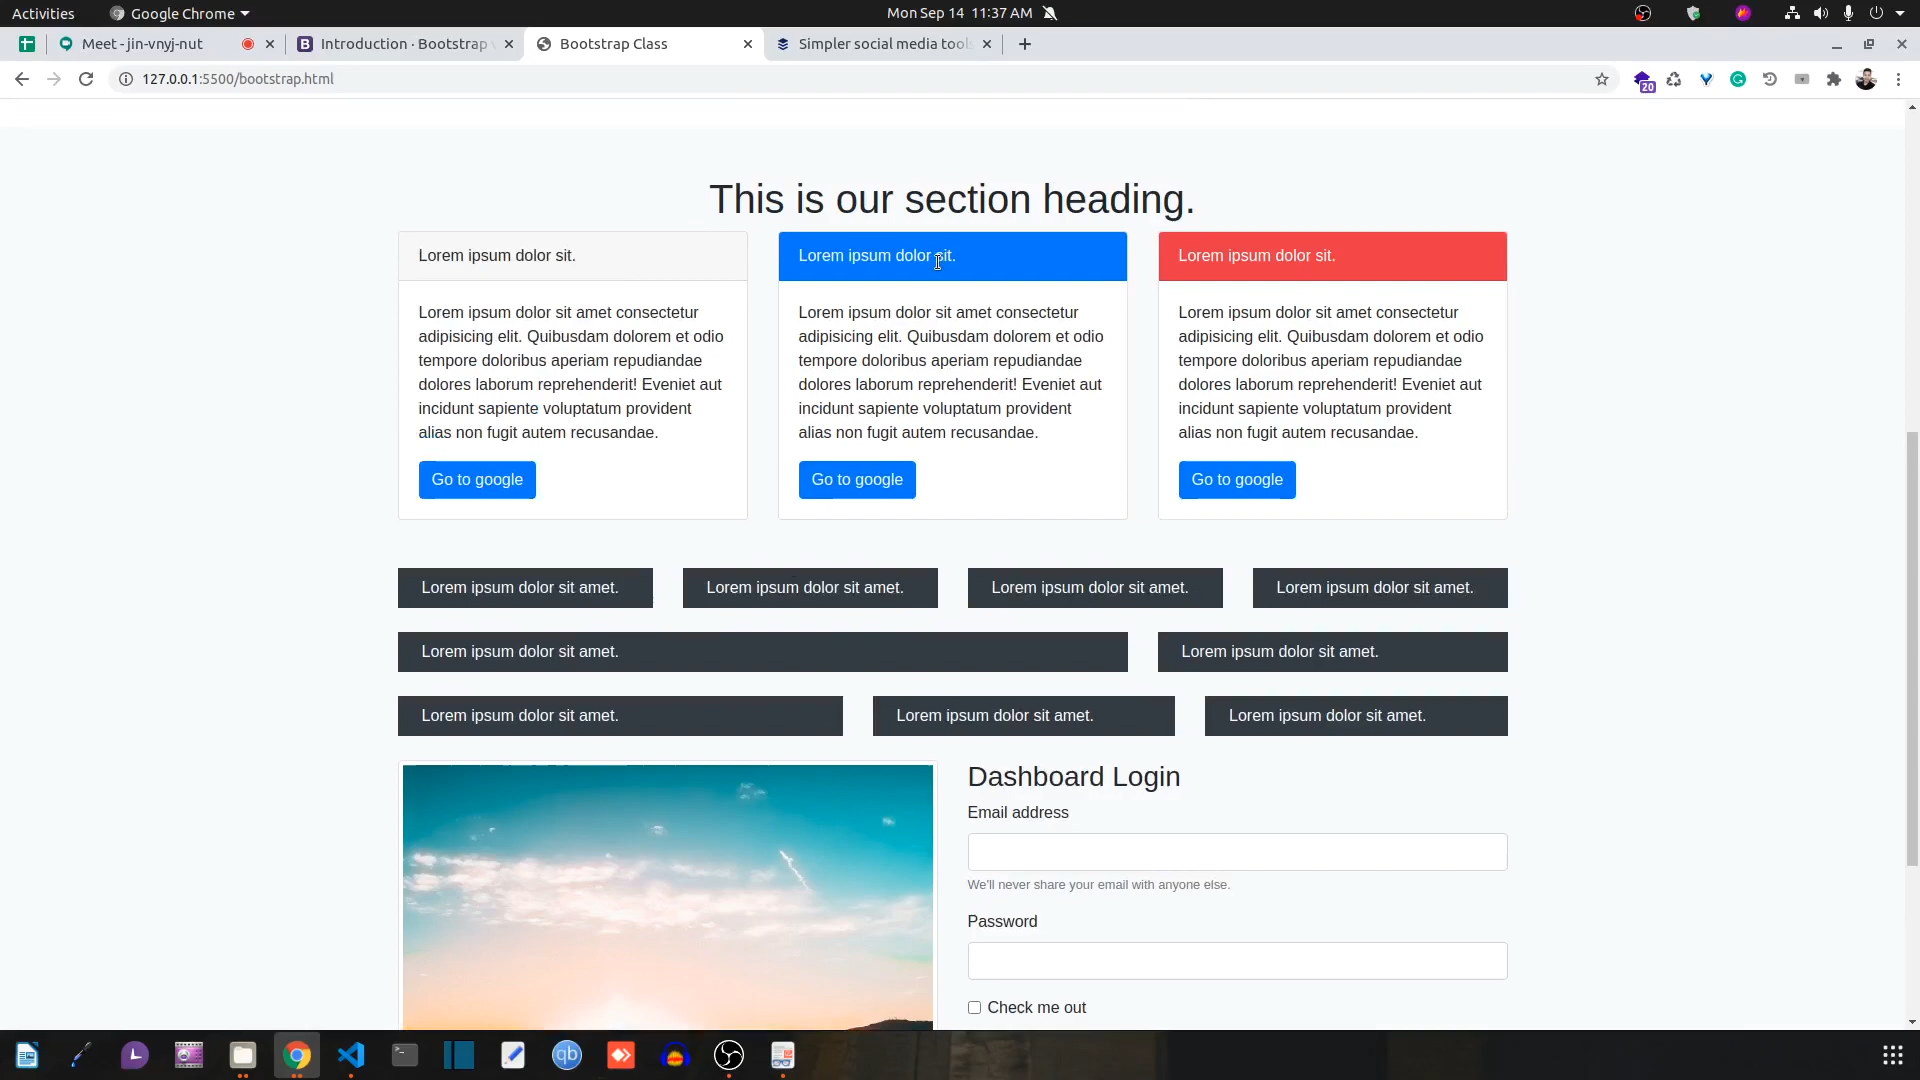 Activities
Google Chrome
Mon Sep 14 11:37 AM
Meet - jin-vnyj-nut
Introduction · Bootstrap
Bootstrap Class
Simpler social media tools
127.0.0.1:5500/bootstrap.html
20
This is our section heading.
Lorem ipsum dolor sit.
Lorem ipsum dolor sit amet consectetur
adipisicing elit. Quibusdam dolorem et odio
tempore doloribus aperiam repudiandae
dolores laborum reprehenderit! Eveniet aut
incidunt sapiente voluptatum provident
alias non fugit autem recusandae.
Go to google
Lorem ipsum dolor sit.
Lorem ipsum dolor sit amet consectetur
adipisicing elit. Quibusdam dolorem et odio
tempore doloribus aperiam repudiandae
dolores laborum reprehenderit! Eveniet aut
incidunt sapiente voluptatum provident
alias non fugit autem recusandae.
Go to google
Lorem ipsum dolor sit.
Lorem ipsum dolor sit amet consectetur
adipisicing elit. Quibusdam dolorem et odio
tempore doloribus aperiam repudiandae
dolores laborum reprehenderit! Eveniet aut
incidunt sapiente voluptatum provident
alias non fugit autem recusandae.
Go to google
Lorem ipsum dolor sit amet.
Lorem ipsum dolor sit amet.
Lorem ipsum dolor sit amet.
Lorem ipsum dolor sit amet.
Lorem ipsum dolor sit amet.
Lorem ipsum dolor sit amet.
Lorem ipsum dolor sit amet.
Lorem ipsum dolor sit amet.
Lorem ipsum dolor sit amet.
Dashboard Login
Email address
We'll never share your email with anyone else.
Password
Check me out
qb